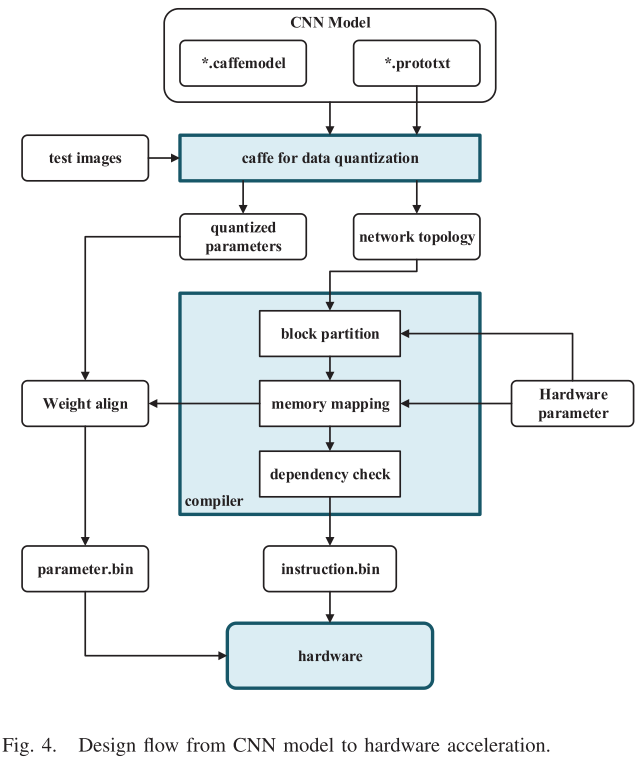 CNN Model
*.caffemodel
*.prototxt
test images
caffe for data quantization
quantized
parameters
network topology
block partition
Weight align
memory mapping
Hardware
parameter
dependency check
compiler
parameter.bin
instruction.bin
hardware
Fig. 4. Design flow from CNN model to hardware acceleration.